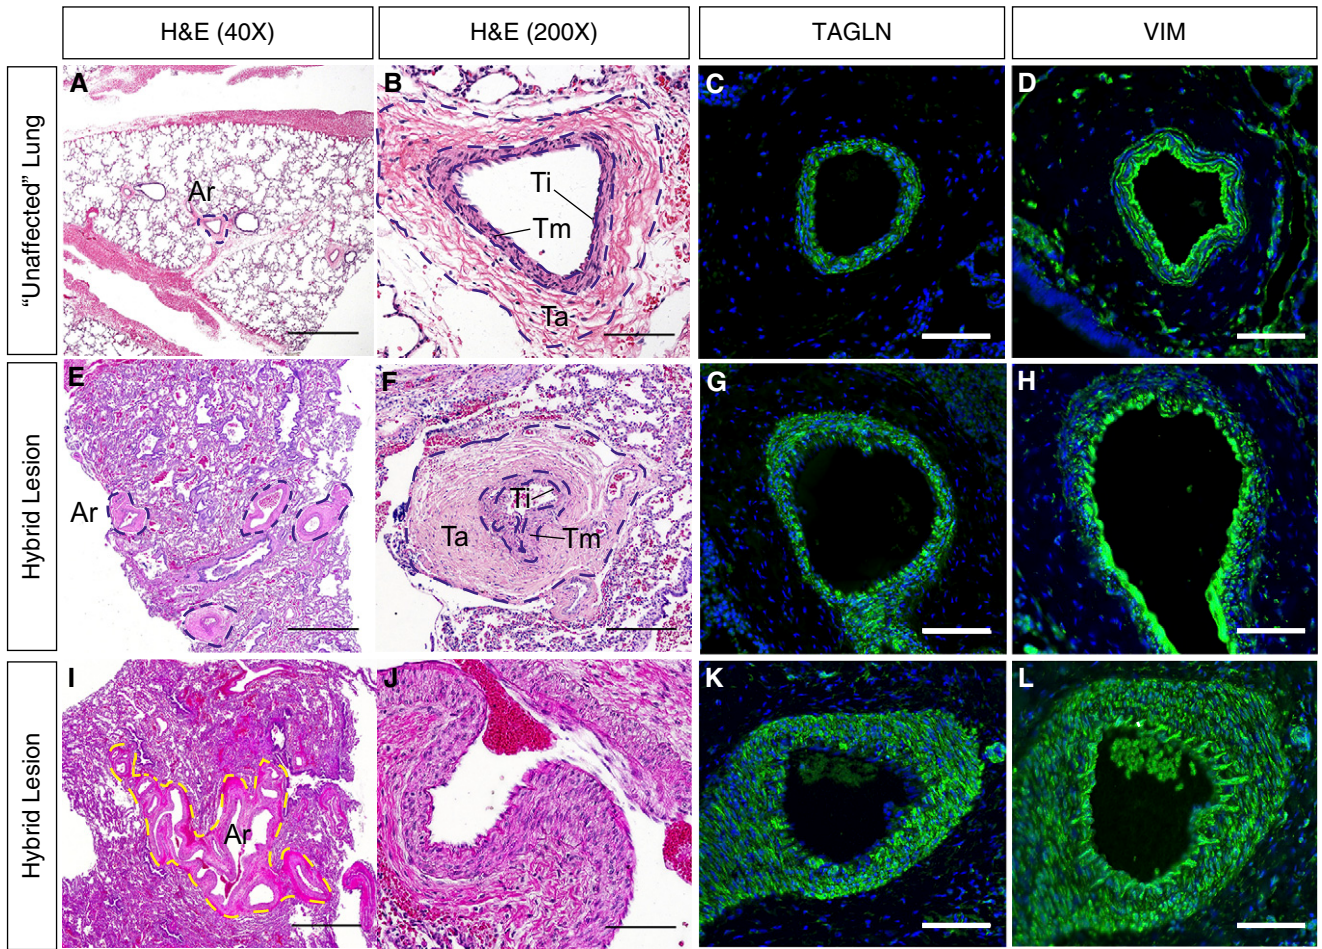 H&E (40X)
H&E (200X)
TAGLN
VIM
“Unaffected” Lung
A
Ar
B
Ti
Tm
Ta
C
D
Hybrid Lesion
E
Ar
F
Ti
Ta
Tm
G
H
Hybrid Lesion
I
Ar
J
K
L